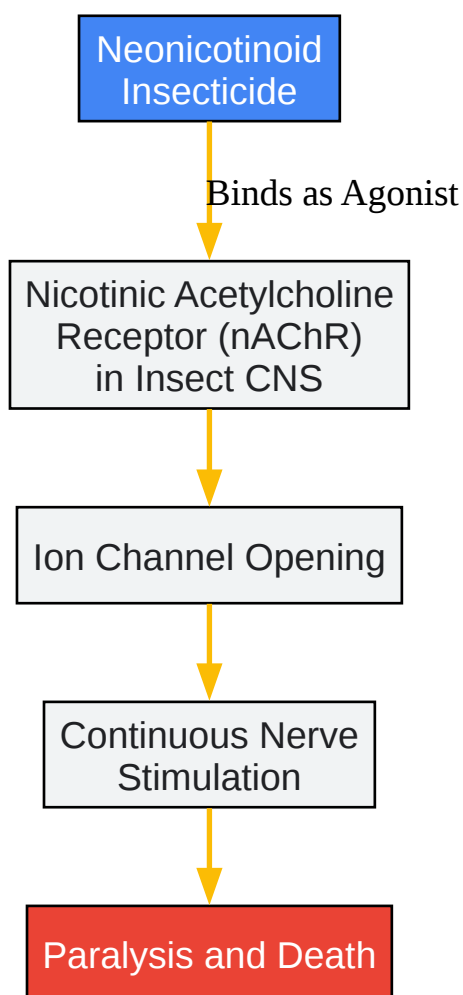 Neonicotinoid
Insecticide
Binds as Agonist
Nicotinic Acetylcholine
Receptor (nAChR)
in Insect CNS
Ion Channel Opening
Continuous Nerve
Stimulation
Paralysis and Death